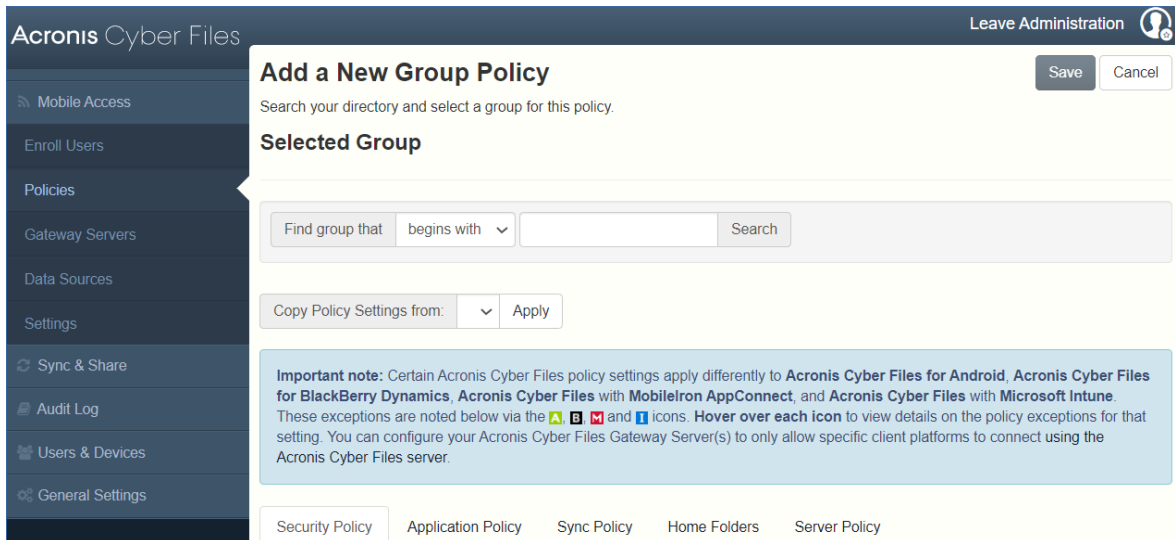 Acronis Cyber Files
Leave Administration
Mobile Access
Enroll Users
Policies
Gateway Servers
Data Sources
Settings
Sync & Share
Audit Log
Users & Devices
General Settings
Add a New Group Policy
Save
Cancel
Search your directory and select a group for this policy.
Selected Group
Find group that
begins with
Search
Copy Policy Settings from:
Apply
Important note: Certain Acronis Cyber Files policy settings apply differently to Acronis Cyber Files for Android, Acronis Cyber Files
for BlackBerry Dynamics, Acronis Cyber Files with MobileIron AppConnect, and Acronis Cyber Files with Microsoft Intune.
These exceptions are noted below via the A, B, M and I icons. Hover over each icon to view details on the policy exceptions for that
setting. You can configure your Acronis Cyber Files Gateway Server(s) to only allow specific client platforms to connect using the
Acronis Cyber Files server.
Security Policy
Application Policy
Sync Policy
Home Folders
Server Policy